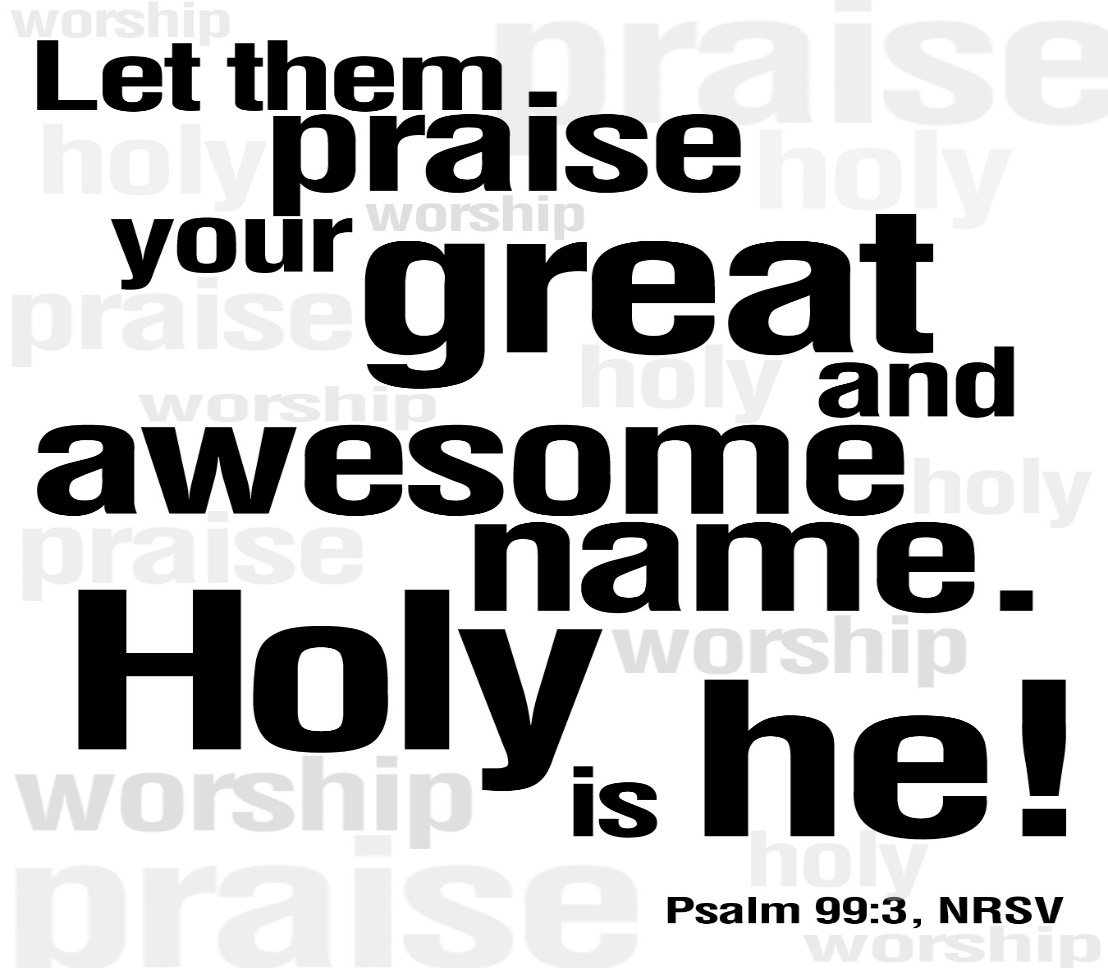 worship
praise
Let them
holy
praise
holy
your
worship
great
praise
holy
and
worship
awesome
holy
praise
name.
Holy
worship
is he!
worship
praise
holy
Psalm 99:3, NRSV
worship